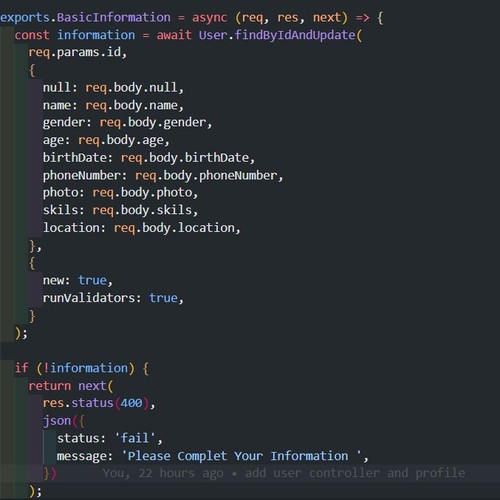 exports.BasicInformation = async (req, res, next) => {
const information = await User.findByIdAndUpdate(
req.params.id,
{
null: req.body.null,
name: req.body.name,
gender: req.body.gender,
age: req.body.age,
birthDate: req.body.birthDate,
phoneNumber: req.body.phoneNumber,
photo: req.body.photo,
skils: req.body.skils,
location: req.body.location,
},
{
new: true,
runValidators: true,
}
);
if (!information) {
return next(
res.status(400),
json({
status: 'fail',
message: 'Please Complet Your Information ',
}) You, 22 hours ago • add user controller and profile
);